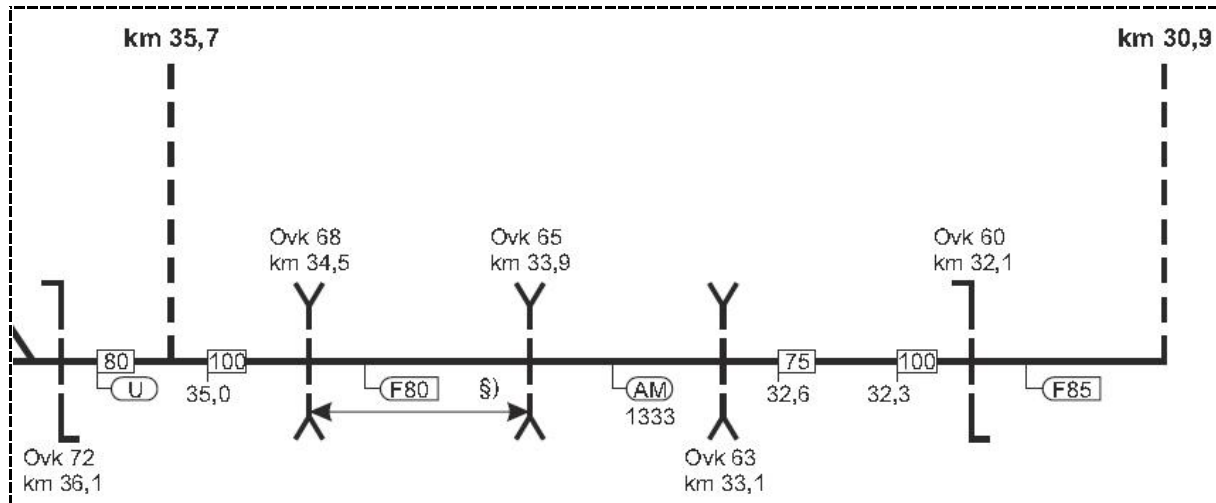 km 35,7
km 30,9
Ovk 68
km 34,5
Ovk 65
km 33,9
Ovk 60
km 32,1
80
100
75
100
U
35,0
F80
§)
AM
1333
32,6
32,3
F85
Ovk 72
km 36,1
Ovk 63
km 33,1